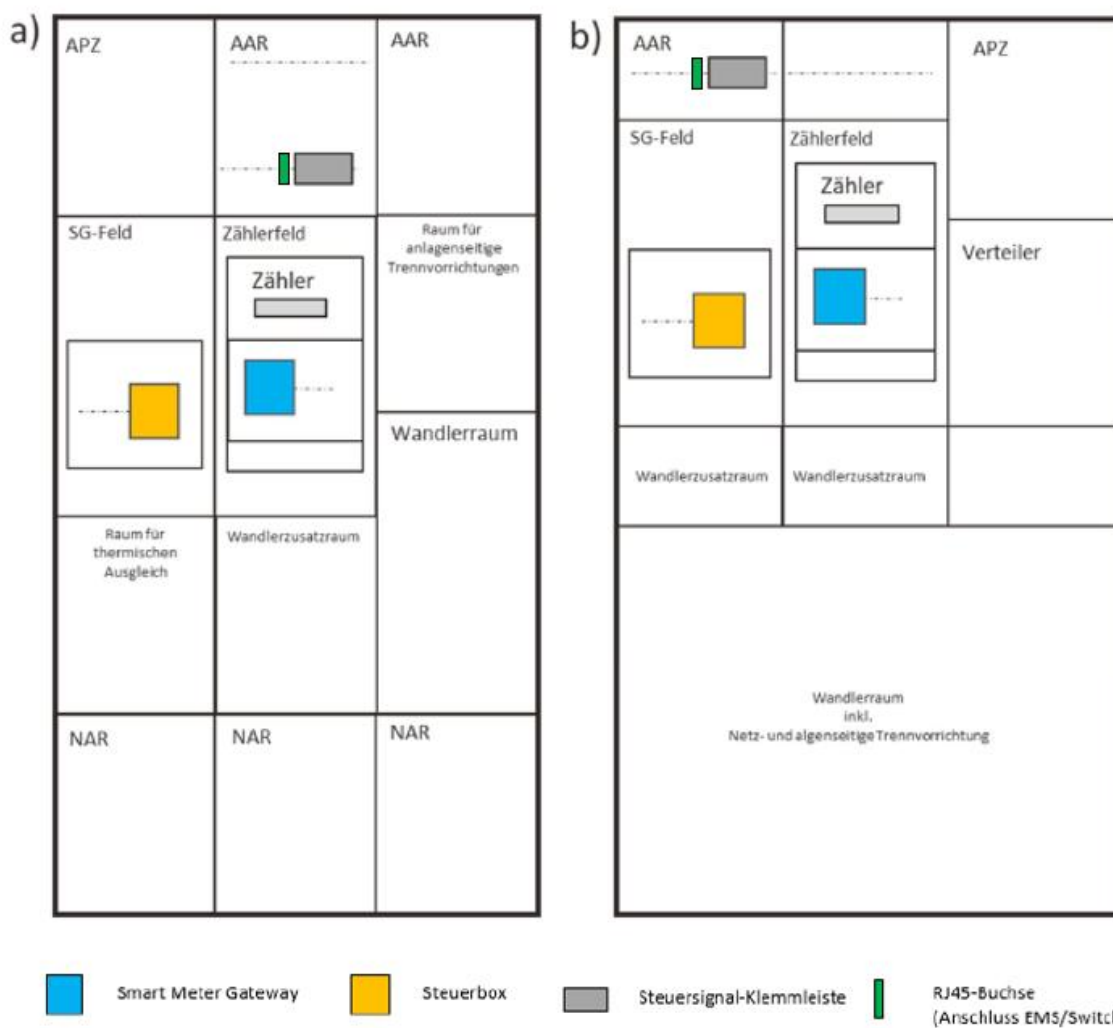 a)
APZ
AAR
AAR
SG-Feld
Zählerfeld
Raum für
anlagenseitige
Trennvorrichtungen
Zähler
Wandlerraum
Raum für
thermischen
Ausgleich
Wandlerzusatzraum
NAR
NAR
NAR
b)
AAR
APZ
SG-Feld
Zählerfeld
Zähler
Verteiler
Wandlerzusatzraum
Wandlerzusatzraum
Wandlerraum
inkl.
Netz- und algenseitige Trennvorrichtung
Smart Meter Gateway
Steuerbox
Steuersignal-Klemmleiste
RJ45-Buchse
(Anschluss EMS/Switch